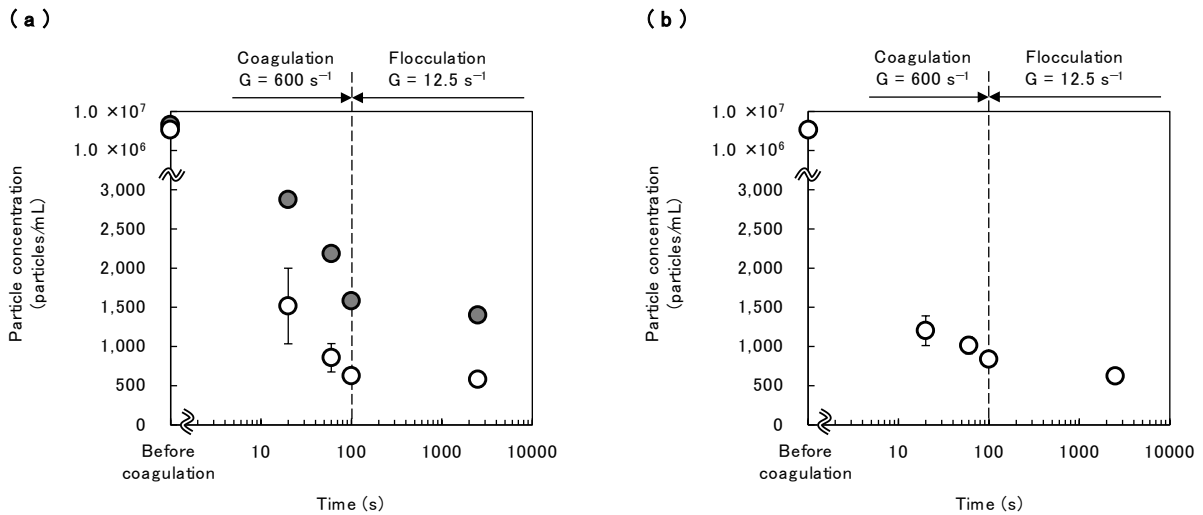 (a)
Coagulation
G = 600 s⁻¹
Flocculation
G = 12.5 s⁻¹
Particle concentration
(particles/mL)
1.0 ×10⁷
1.0 ×10⁶
3,000
2,500
2,000
1,500
1,000
500
0
Before
coagulation
10
100
1000
10000
Time (s)
(b)
Coagulation
G = 600 s⁻¹
Flocculation
G = 12.5 s⁻¹
Particle concentration
(particles/mL)
1.0 ×10⁷
1.0 ×10⁶
3,000
2,500
2,000
1,500
1,000
500
0
Before
coagulation
10
100
1000
10000
Time (s)